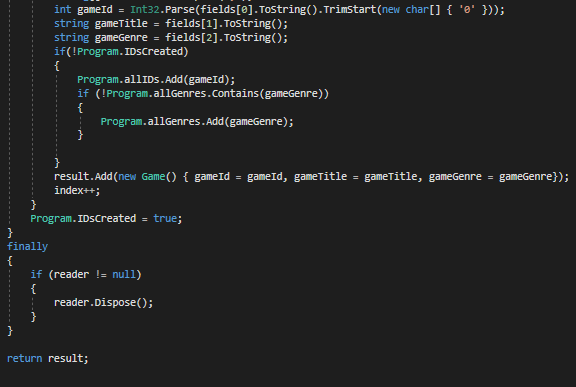 int gameId = Int32.Parse(fields[0].ToString().TrimStart(new char[] { '0' }));
string gameTitle = fields[1].ToString();
string gameGenre = fields[2].ToString();
if(!Program.IDsCreated)
{
Program.allIDs.Add(gameId);
if (!Program.allGenres.Contains(gameGenre))
{
Program.allGenres.Add(gameGenre);
}
}
result.Add(new Game() { gameId = gameId, gameTitle = gameTitle, gameGenre = gameGenre});
index++;
}
Program.IDsCreated = true;
}
finally
{
if (reader != null)
{
reader.Dispose();
}
}
return result;